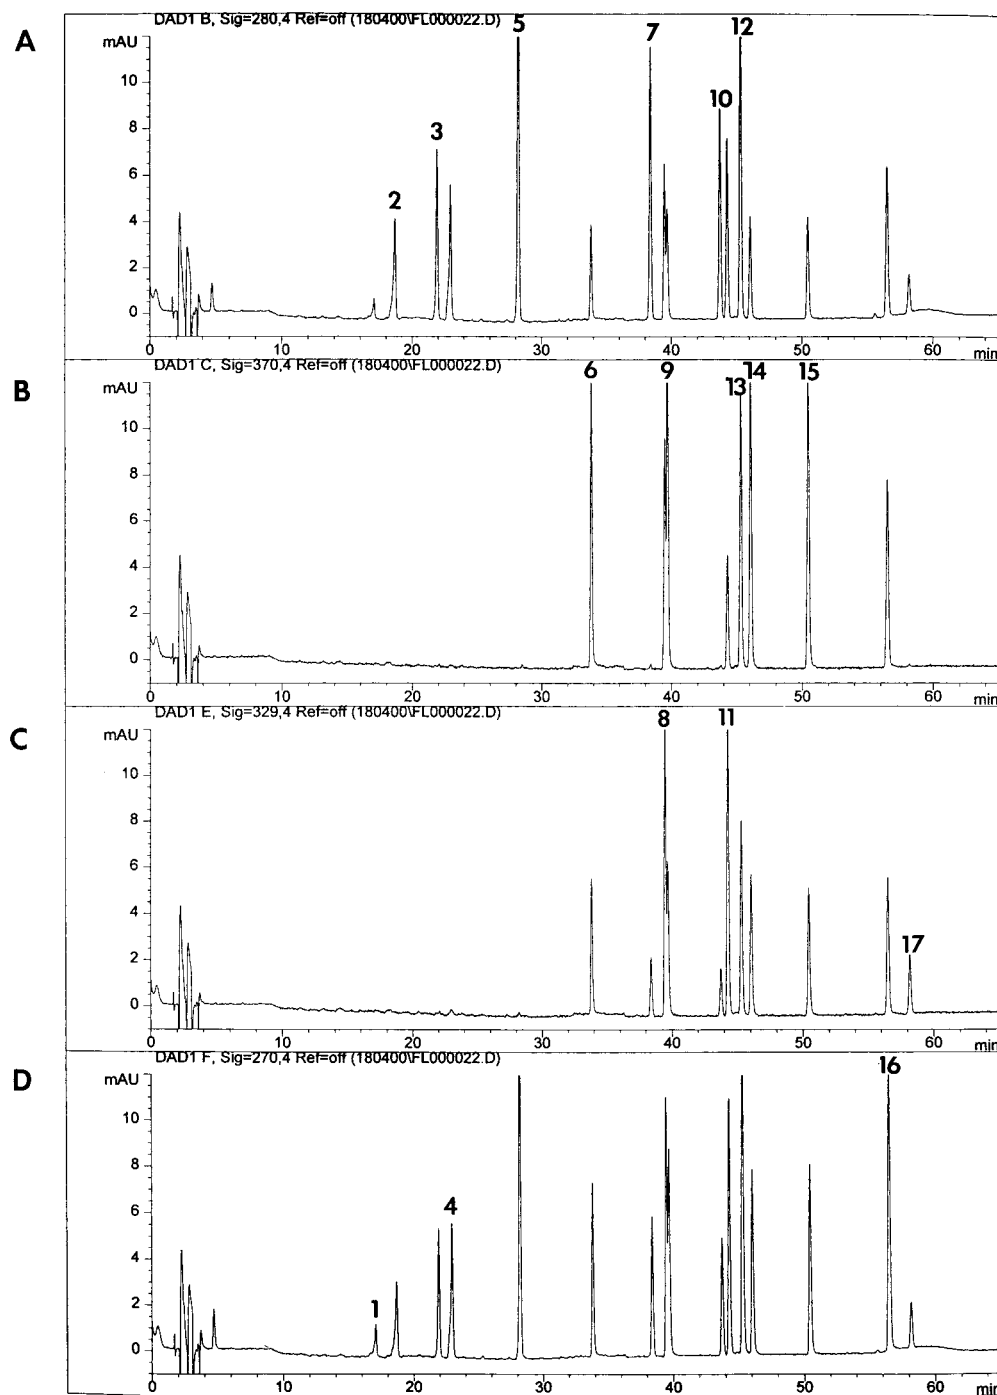 A
DAD1 B, Sig=280,4 Ref=off (180400\FL000022.D)
mAU
10
8
6
4
2
0
2
3
5
7
10
12
0 10 20 30 40 50 60
min
B
DAD1 C, Sig=370,4 Ref=off (180400\FL000022.D)
mAU
10
8
6
4
2
0
6
9
13
14
15
0 10 20 30 40 50 60
min
C
DAD1 E, Sig=329,4 Ref=off (180400\FL000022.D)
mAU
10
8
6
4
2
0
8
11
17
0 10 20 30 40 50 60
min
D
DAD1 F, Sig=270,4 Ref=off (180400\FL000022.D)
mAU
10
8
6
4
2
0
1
4
16
0 10 20 30 40 50 60
min